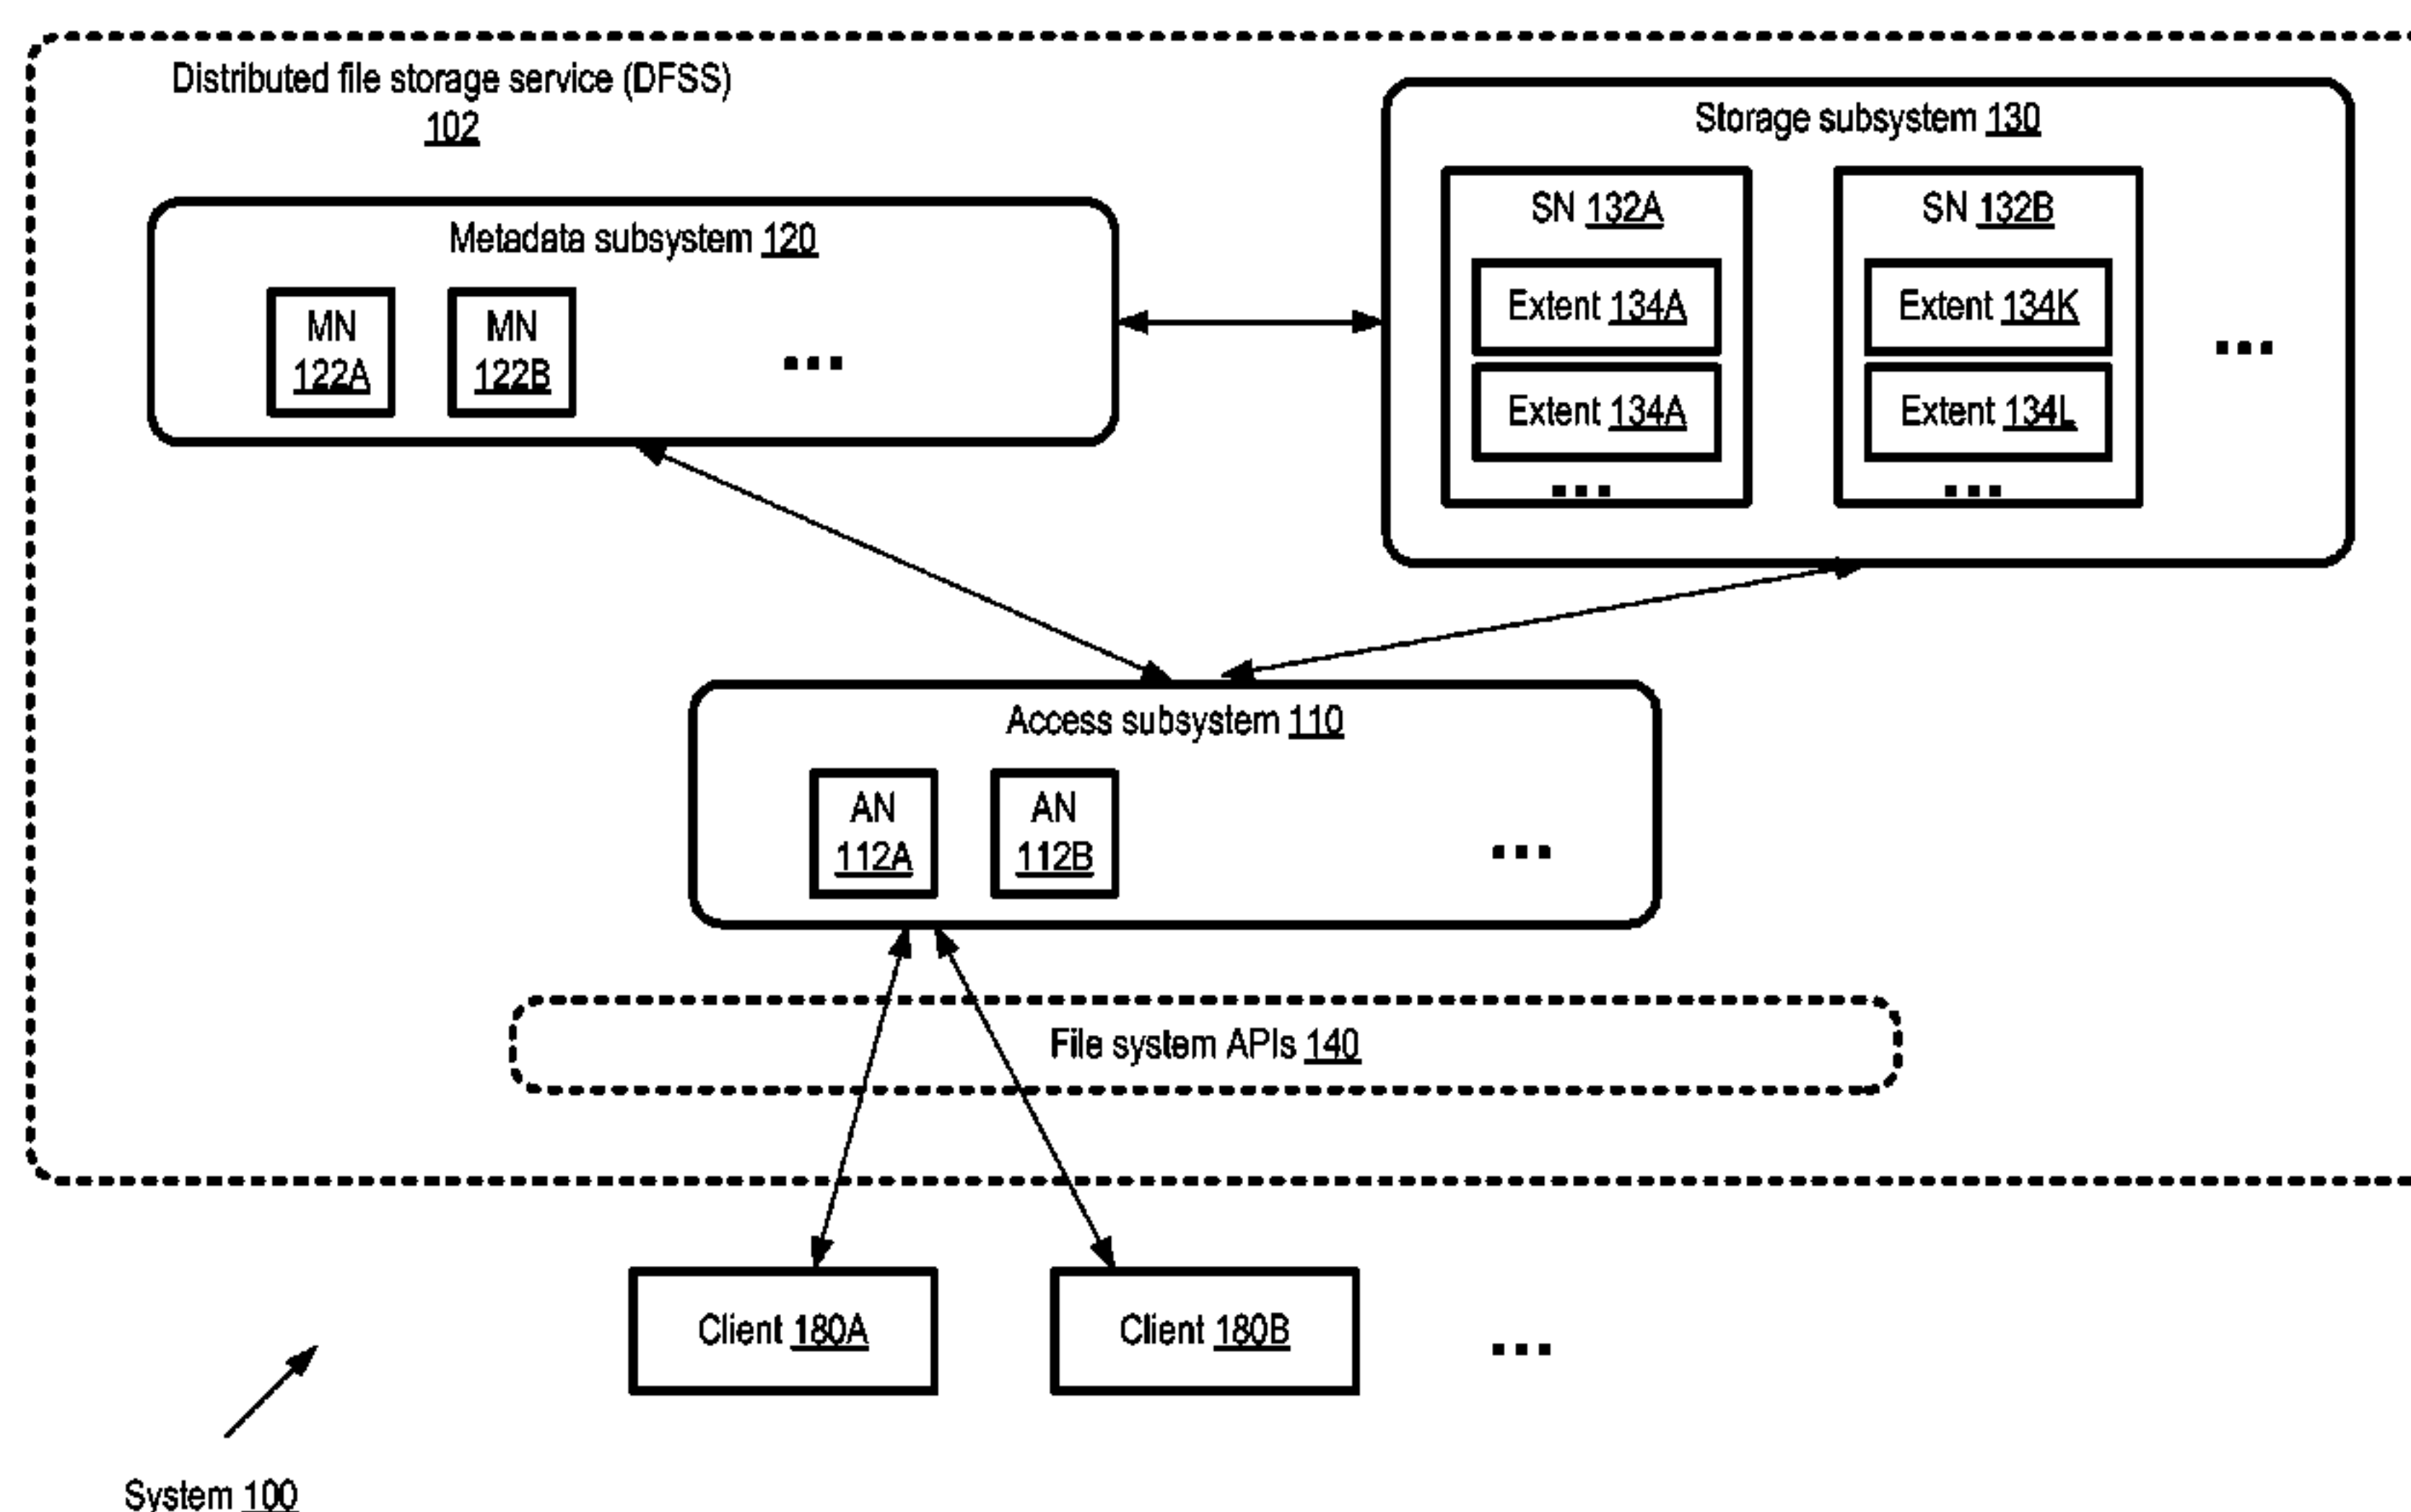 Distributed file storage service (DFSS)
102
Storage subsystem 130
SN 132A
SN 132B
Metadata subsystem 120
MN
122A
MN
122B
...
Extent 134A
Extent 134K
Extent 134A
Extent 134L
...
...
...
Access subsystem 110
AN
112A
AN
112B
...
File system APIs 140
Client 180A
Client 180B
...
System 100